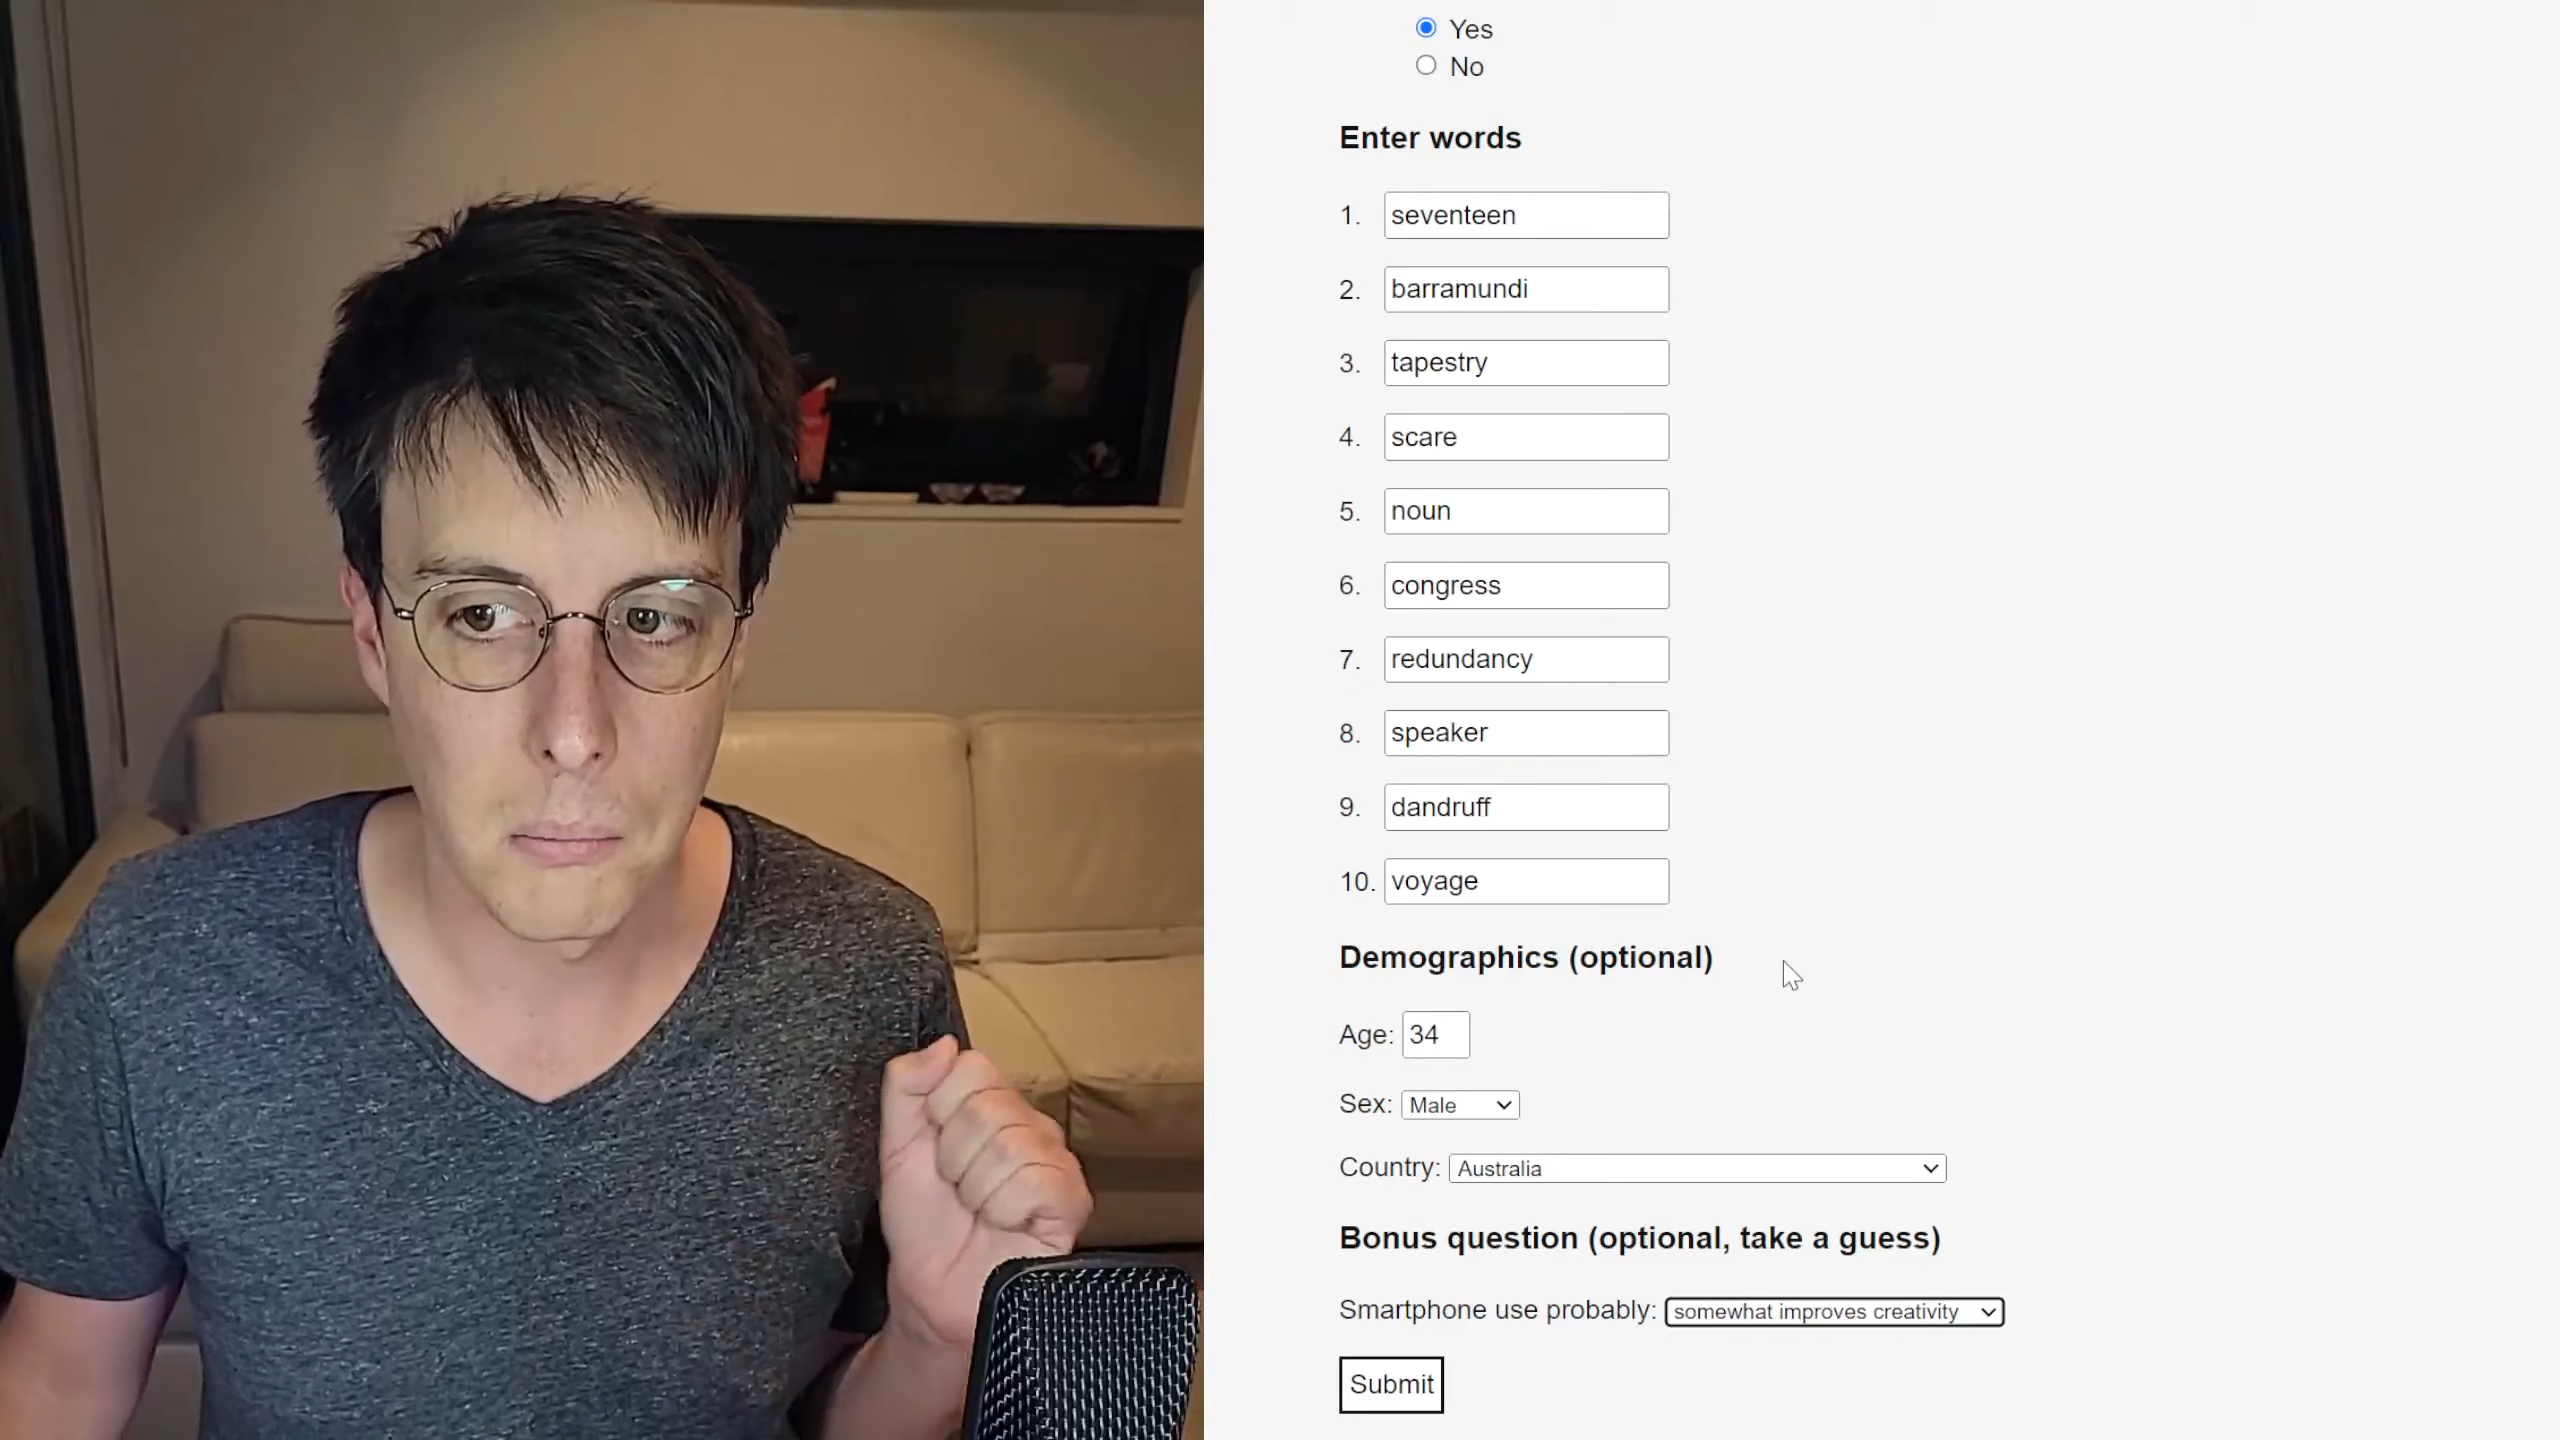 Yes
No
Enter words
1. seventeen
2. barramundi
3. tapestry
4. scare
5. noun
6. congress
7. redundancy
8. speaker
9. dandruff
10. voyage
Demographics (optional)
Age: 34
Sex: Male
Country: Australia
Bonus question (optional, take a guess)
Smartphone use probably: somewhat improves creativity
Submit